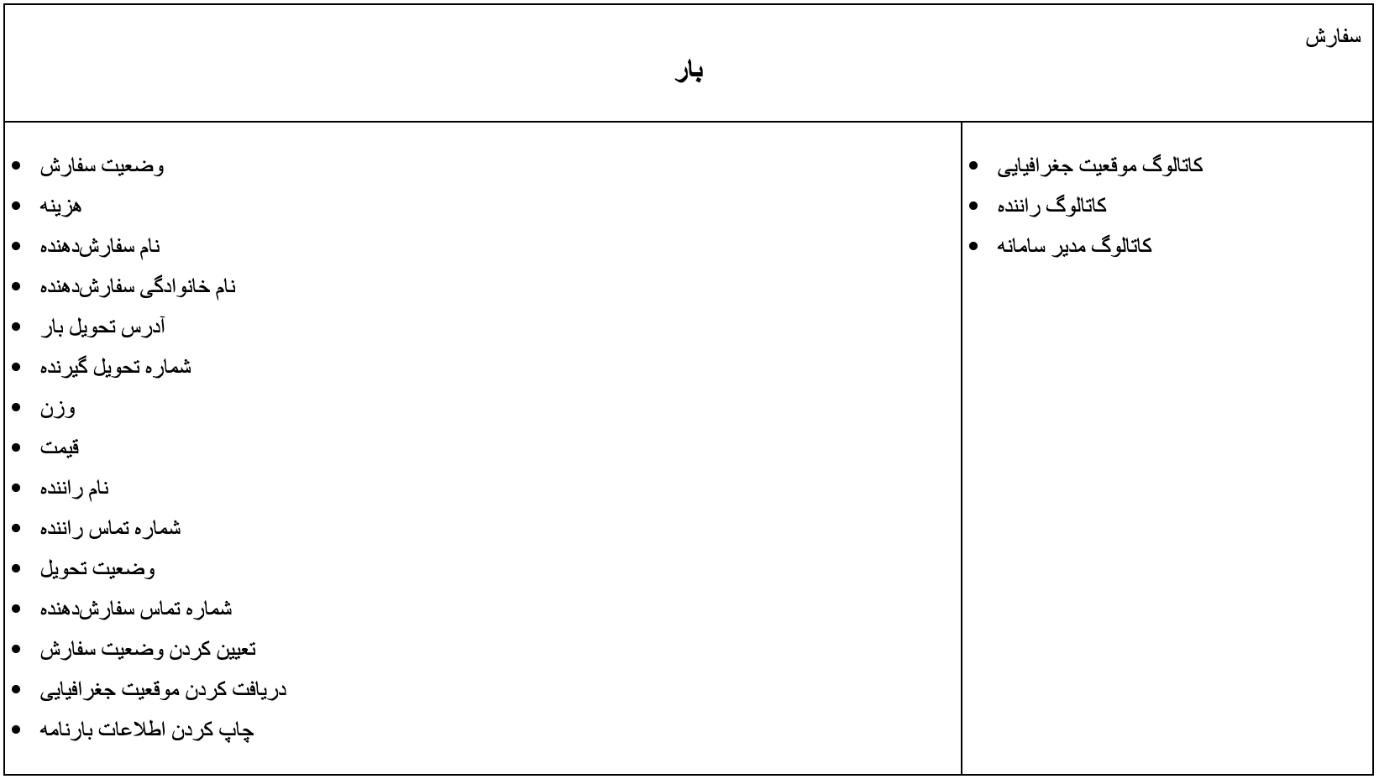 سفارش
بار
وضعیت سفارش
هزینه
نام سفارش‌دهنده
نام خانوادگی سفارش‌دهنده
آدرس تحویل بار
شماره تحویل گیرنده
وزن
قیمت
نام راننده
شماره تماس راننده
وضعیت تحویل
شماره تماس سفارش‌دهنده
تعیین کردن وضعیت سفارش
دریافت کردن موقعیت جغرافیایی
چاپ کردن اطلاعات بارنامه
کاتالوگ موقعیت جغرافیایی
کاتالوگ راننده
کاتالوگ مدیر سامانه